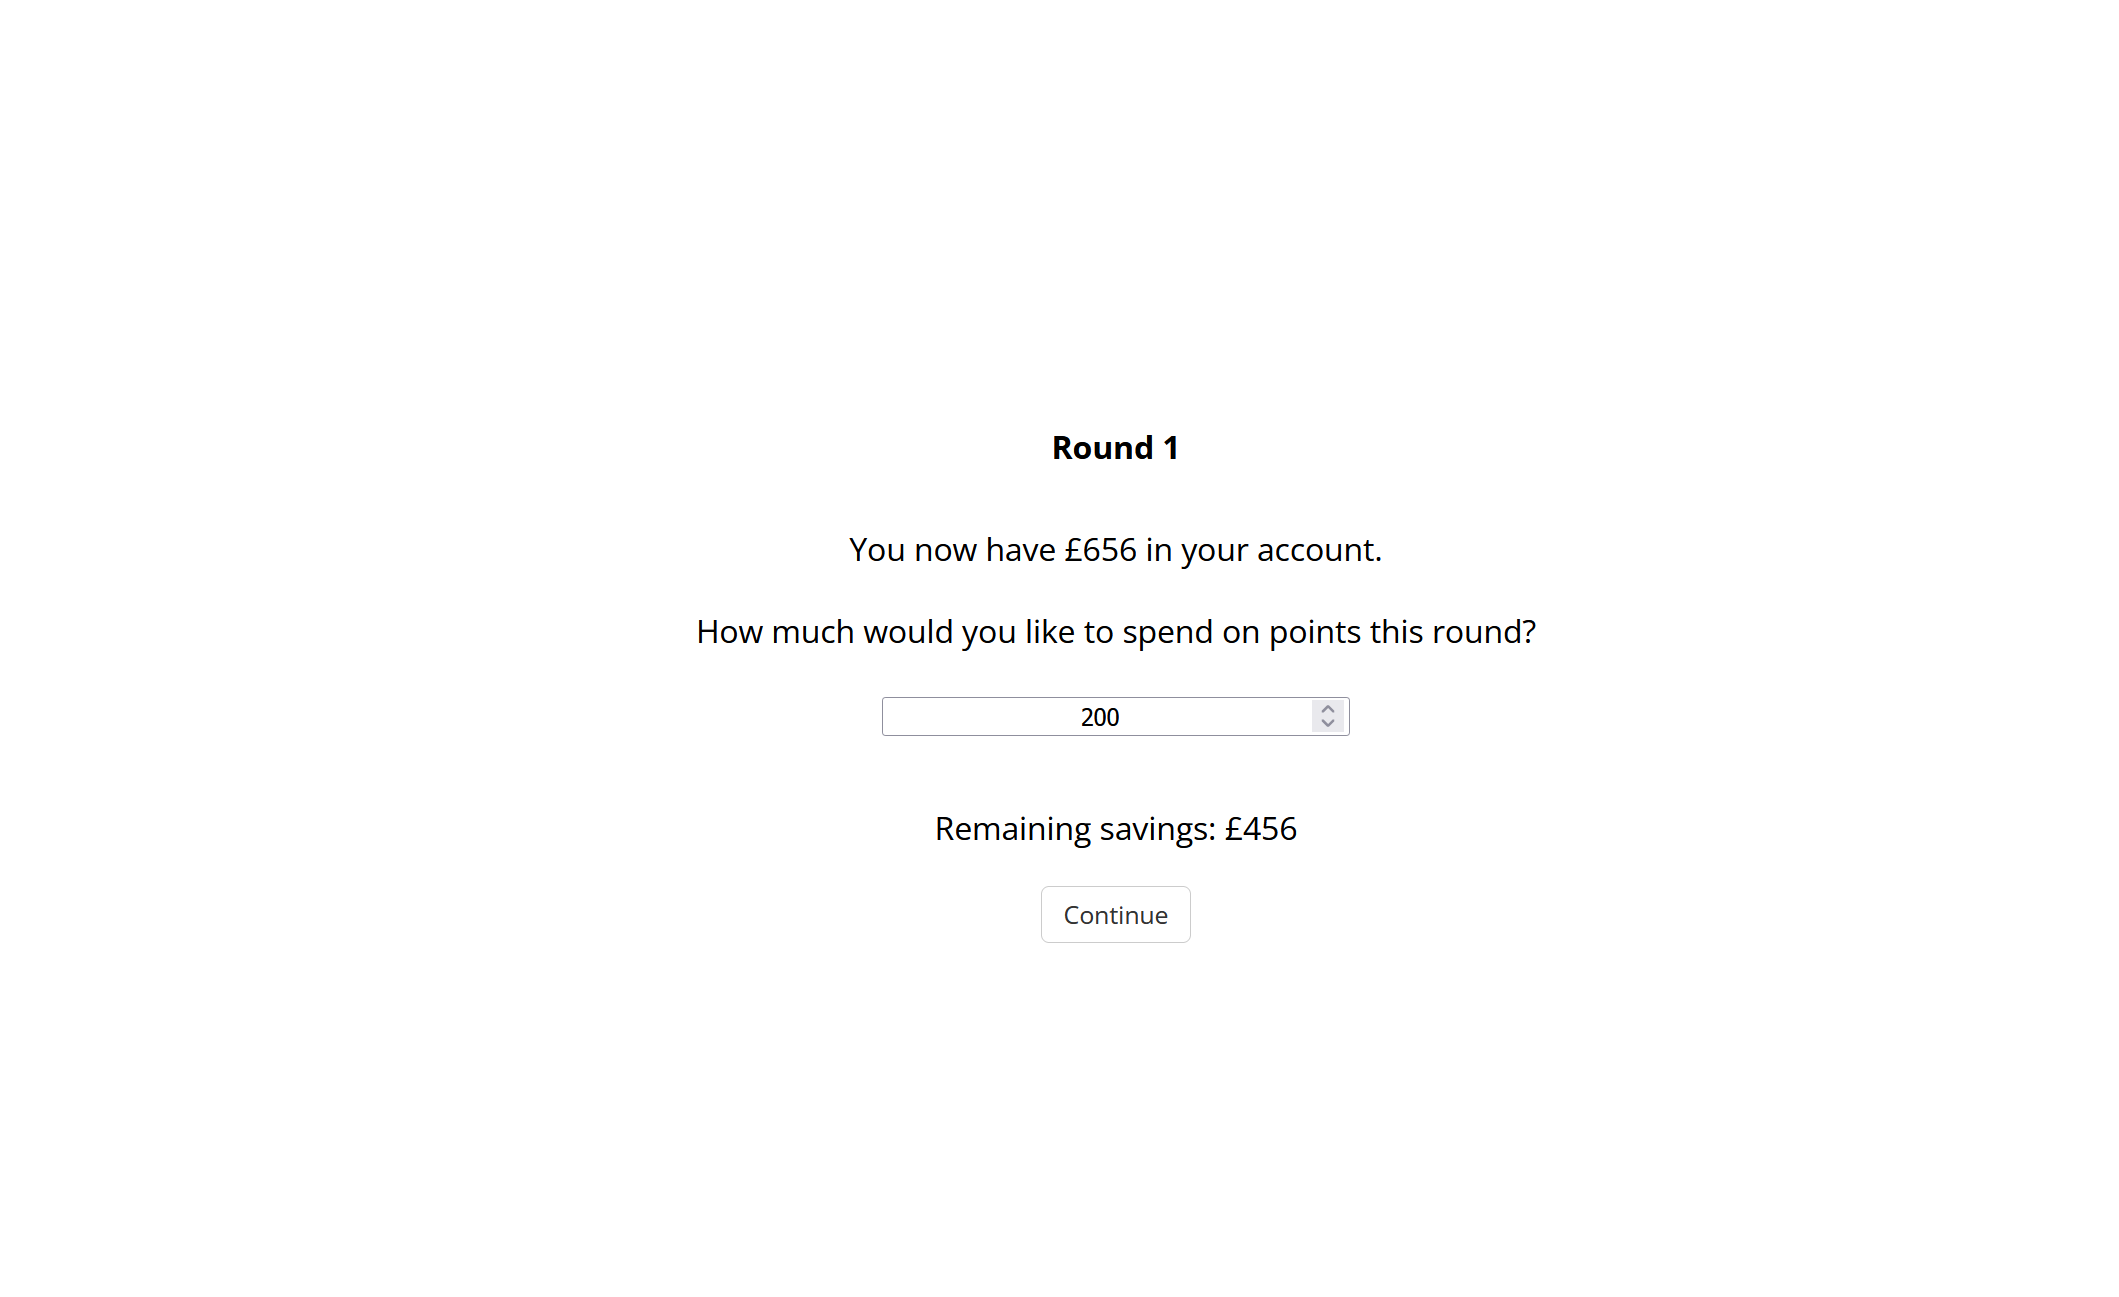 Round 1
You now have £656 in your account.
How much would you like to spend on points this round?
200
Remaining savings: £456
Continue